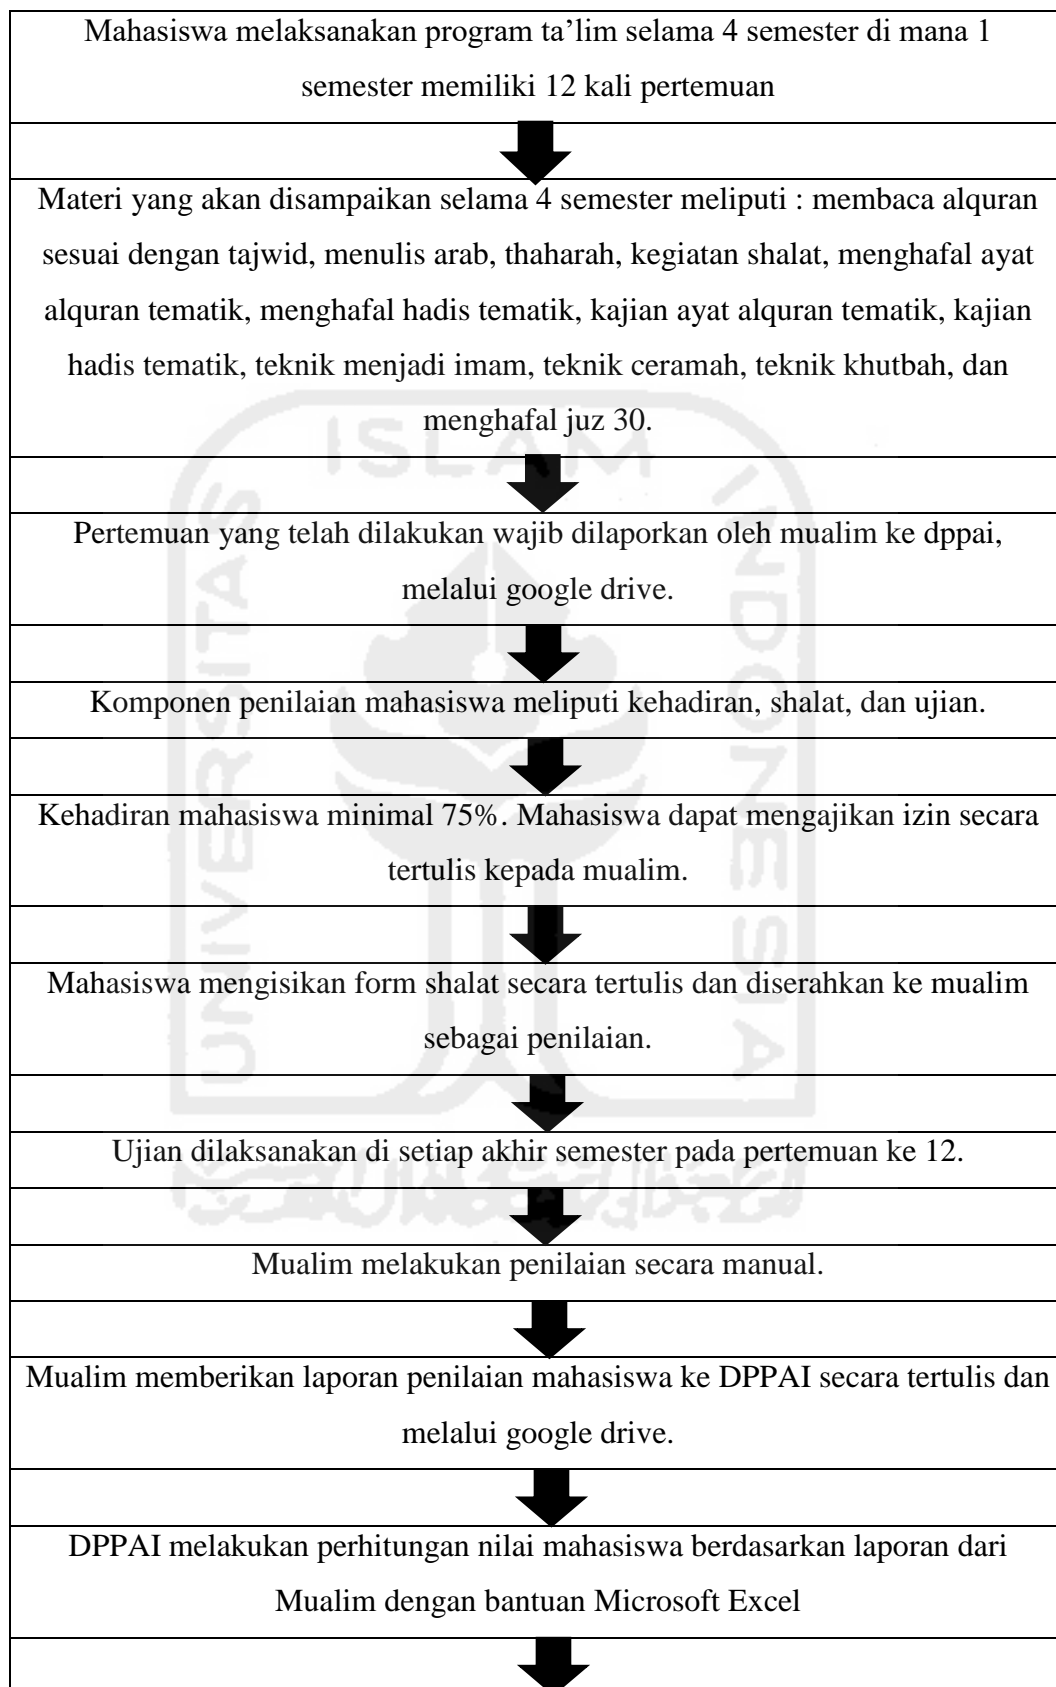 Mahasiswa melaksanakan program ta’lim selama 4 semester di mana 1
semester memiliki 12 kali pertemuan
Materi yang akan disampaikan selama 4 semester meliputi : membaca alquran
sesuai dengan tajwid, menulis arab, thaharah, kegiatan shalat, menghafal ayat
alquran tematik, menghafal hadis tematik, kajian ayat alquran tematik, kajian
hadis tematik, teknik menjadi imam, teknik ceramah, teknik khutbah, dan
menghafal juz 30.
Pertemuan yang telah dilakukan wajib dilaporkan oleh mualim ke dppai,
melalui google drive.
Komponen penilaian mahasiswa meliputi kehadiran, shalat, dan ujian.
Kehadiran mahasiswa minimal 75%. Mahasiswa dapat mengajikan izin secara
tertulis kepada mualim.
Mahasiswa mengisikan form shalat secara tertulis dan diserahkan ke mualim
sebagai penilaian.
Ujian dilaksanakan di setiap akhir semester pada pertemuan ke 12.
Mualim melakukan penilaian secara manual.
Mualim memberikan laporan penilaian mahasiswa ke DPPAI secara tertulis dan
melalui google drive.
DPPAI melakukan perhitungan nilai mahasiswa berdasarkan laporan dari
Mualim dengan bantuan Microsoft Excel
UNIVERSITAS
ISLAM
INDONESIA